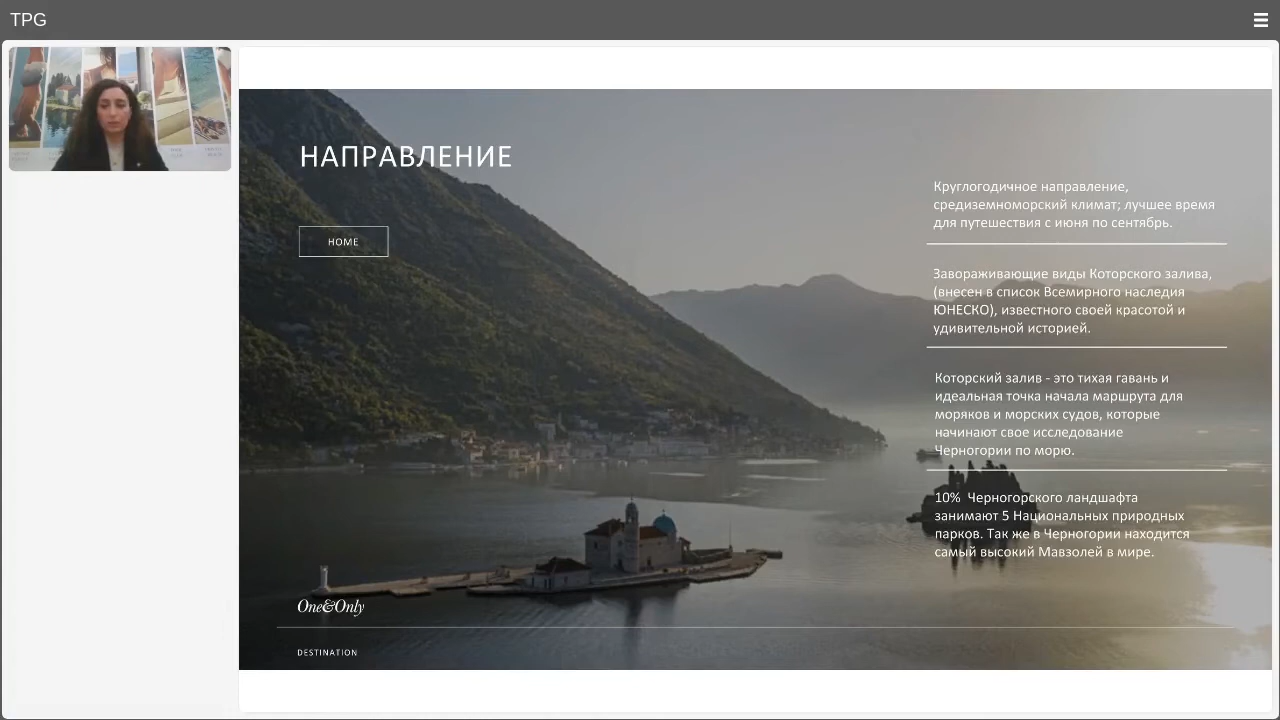 TPG
НАПРАВЛЕНИЕ
HOME
Круглогодичное направление,
средиземноморский климат; лучшее время
для путешествия с июня по сентябрь.
Завораживающие виды Которского залива,
(внесен в список Всемирного наследия
ЮНЕСКО), известного своей красотой и
удивительной историей.
Которский залив - это тихая гавань и
идеальная точка начала маршрута для
моряков и морских судов, которые
начинают свое исследование
Черногории по морю.
10% Черногорского ландшафта
занимают 5 Национальных природных
парков. Так же в Черногории находится
самый высокий Мавзолей в мире.
One&Only
DESTINATION